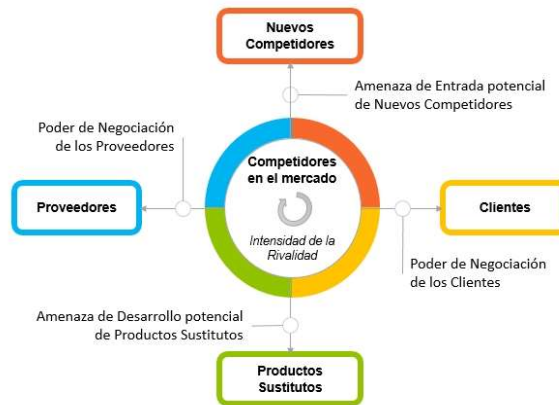 Nuevos
Competidores
Amenaza de Entrada potencial
de Nuevos Competidores
Poder de Negociación
de los Proveedores
Competidores
en el mercado
Proveedores
Clientes
Intensidad de la
Rivalidad
Poder de Negociación
de los Clientes
Amenaza de Desarrollo potencial
de Productos Sustitutos
Productos
Sustitutos